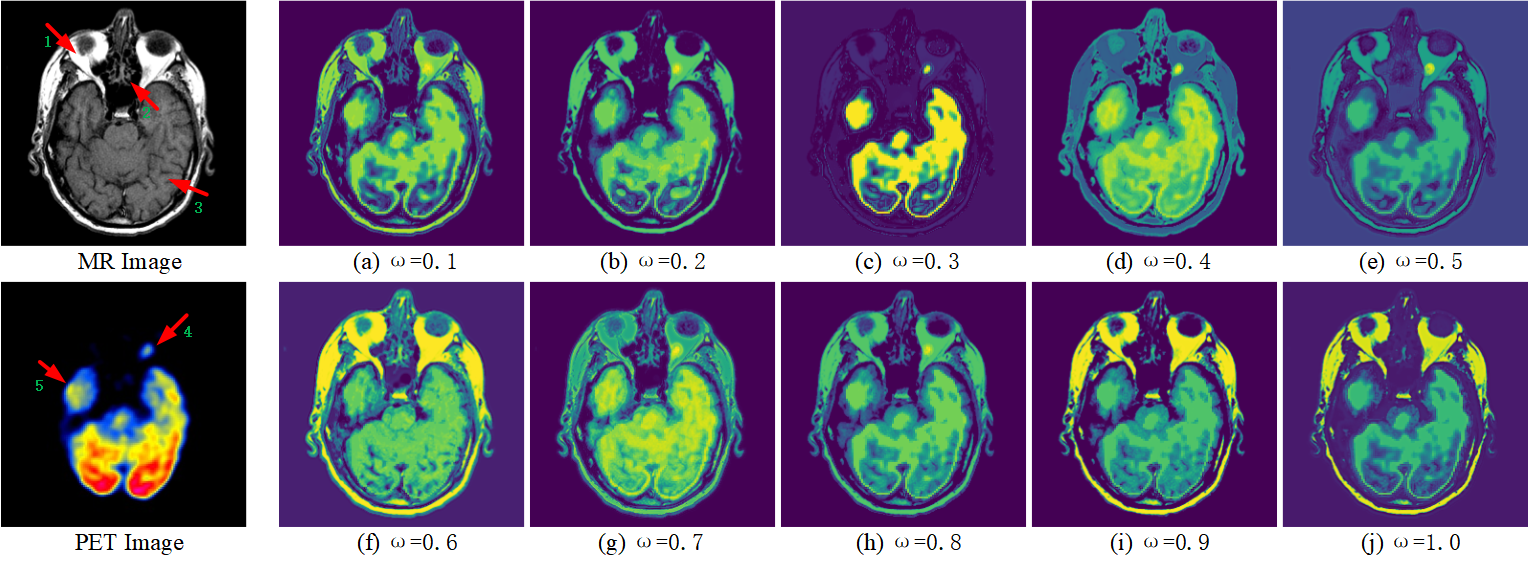 1
2
3
MR Image
(a) ω=0.1
(b) ω=0.2
(c) ω=0.3
(d) ω=0.4
(e) ω=0.5
4
5
PET Image
(f) ω=0.6
(g) ω=0.7
(h) ω=0.8
(i) ω=0.9
(j) ω=1.0